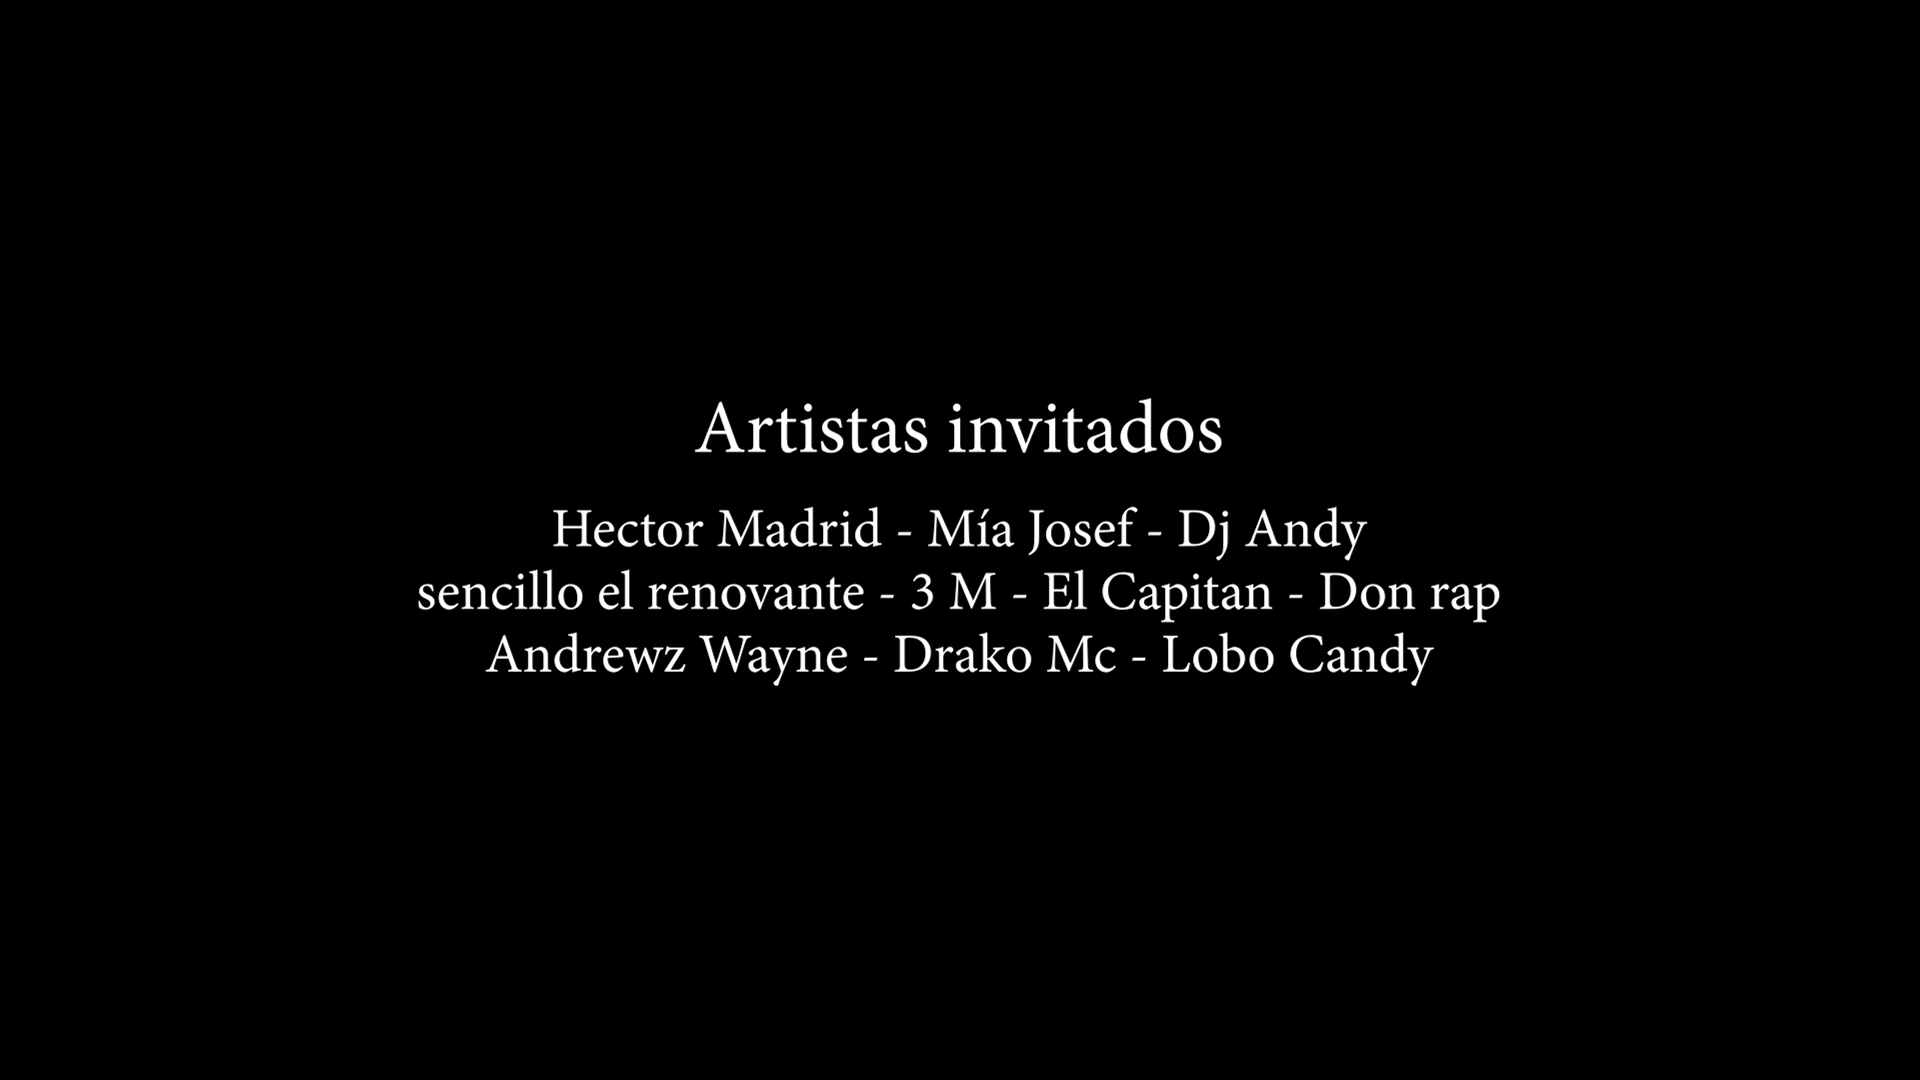 Artistas invitados
Hector Madrid - Mía Josef - Dj Andy
sencillo el renovante - 3 M - El Capitan - Don rap
Andrewz Wayne - Drako Mc - Lobo Candy